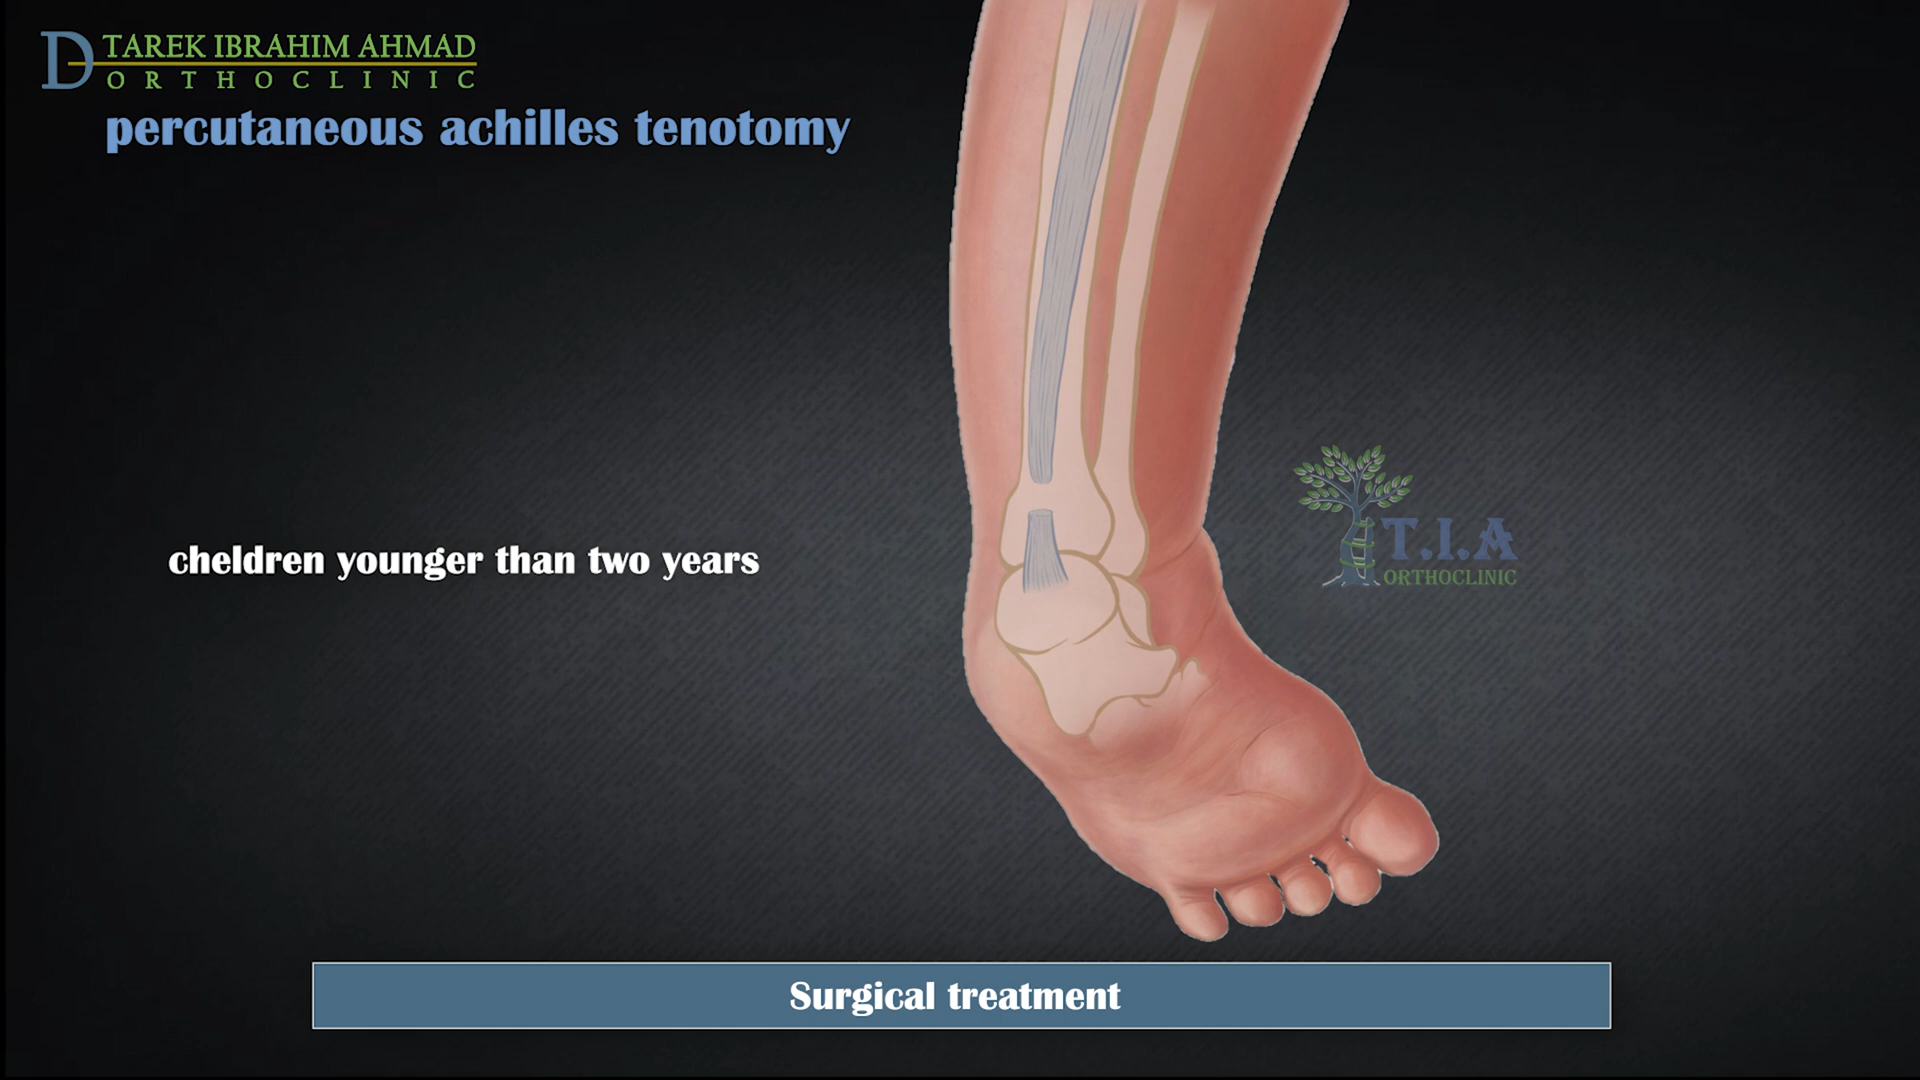 D TAREK IBRAHIM AHMAD
ORTHOCLINIC
percutaneous achilles tenotomy
cheldren younger than two years
T.I.A
ORTHOCLINIC
Surgical treatment